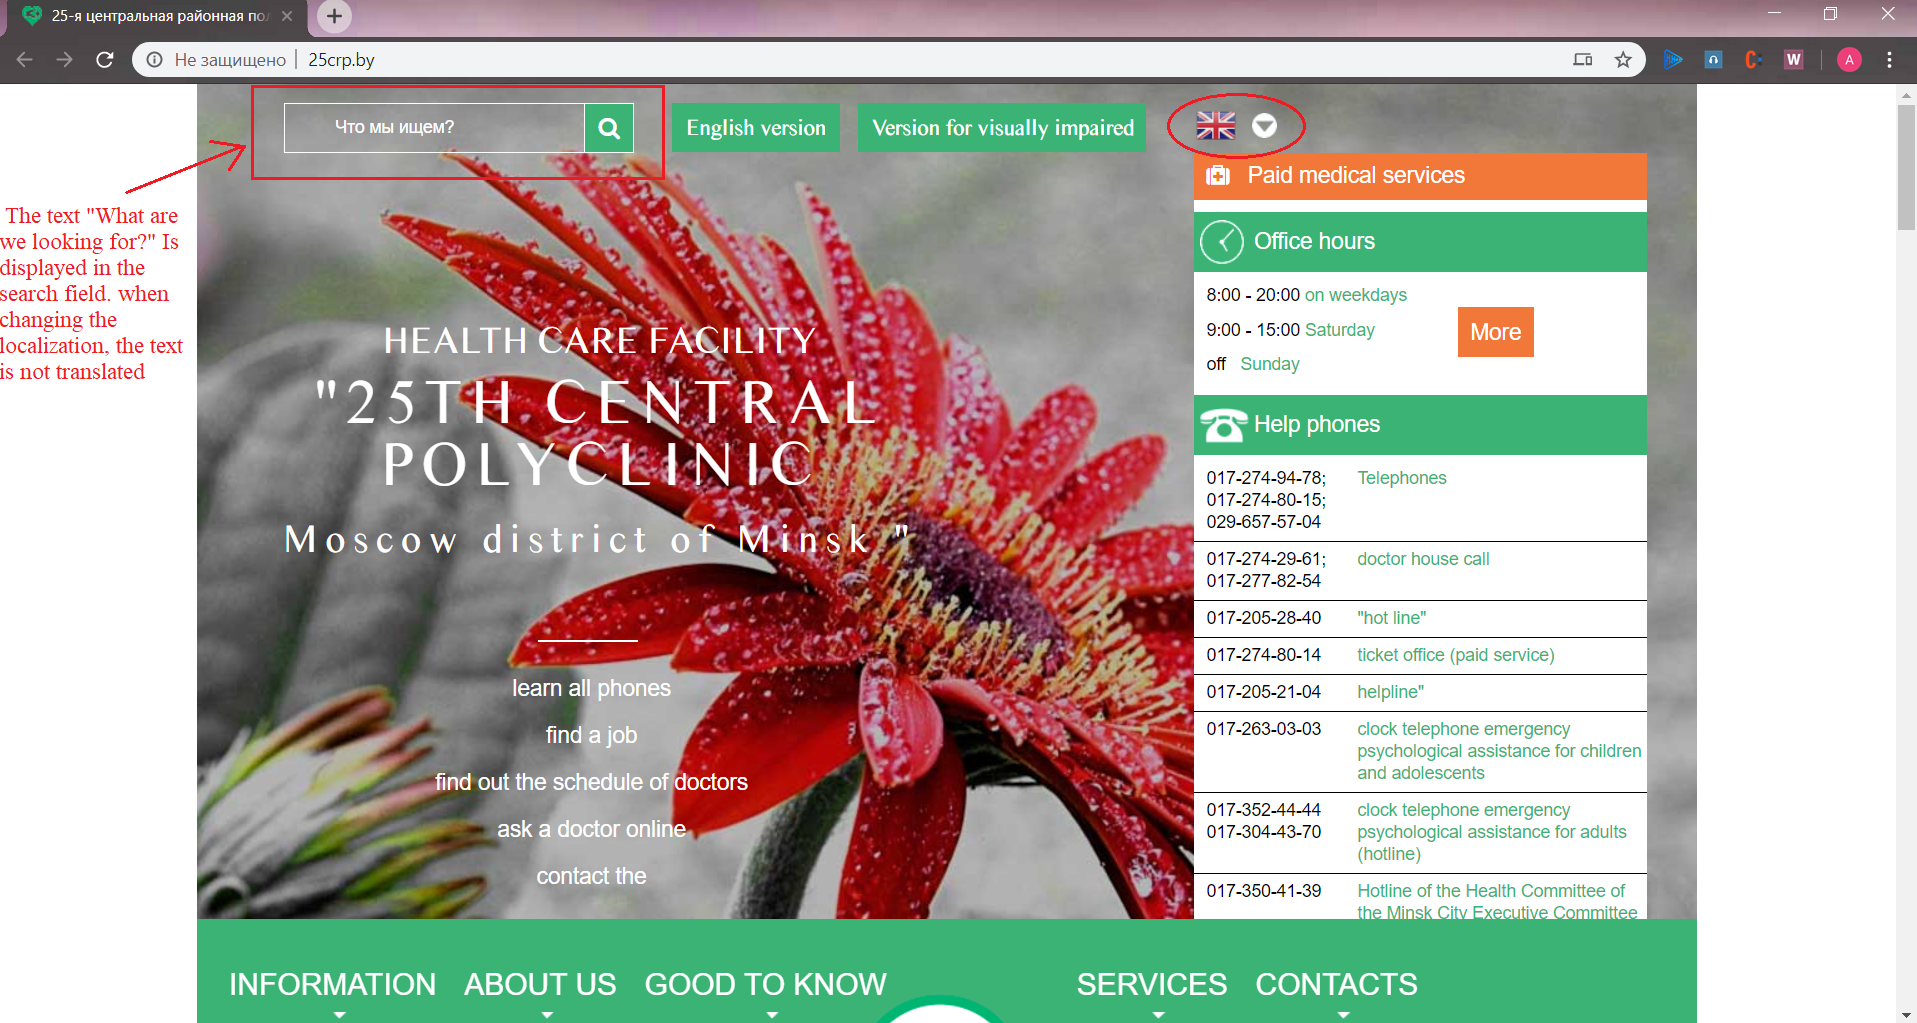 25-я центральная районная пол
Не защищено | 25crp.by
A
Что мы ищем?
English version
Version for visually impaired
The text "What are
we looking for?" Is
displayed in the
search field. when
changing the
localization, the text
is not translated
HEALTH CARE FACILITY
"25TH CENTRAL
POLYCLINIC
Moscow district of Minsk "
learn all phones
find a job
find out the schedule of doctors
ask a doctor online
contact the
Paid medical services
Office hours
8:00 - 20:00 on weekdays
9:00 - 15:00 Saturday
off Sunday
More
Help phones
017-274-94-78; Telephones
017-274-80-15;
029-657-57-04
017-274-29-61; doctor house call
017-277-82-54
017-205-28-40 "hot line"
017-274-80-14 ticket office (paid service)
017-205-21-04 helpline"
017-263-03-03 clock telephone emergency
psychological assistance for children
and adolescents
017-352-44-44 clock telephone emergency
017-304-43-70 psychological assistance for adults
(hotline)
017-350-41-39 Hotline of the Health Committee of
the Minsk City Executive Committee
INFORMATION ABOUT US GOOD TO KNOW SERVICES CONTACTS